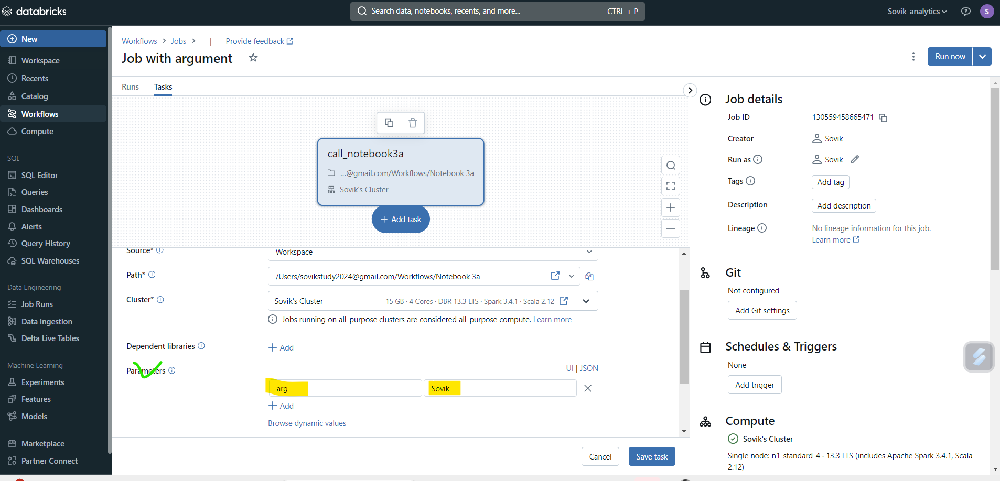 databricks
Search data, notebooks, recents, and more...
CTRL + P
Sovik_analytics
S
New
Workspace
Recents
Catalog
Workflows
Compute
SQL
SQL Editor
Queries
Dashboards
Alerts
Query History
SQL Warehouses
Data Engineering
Job Runs
Data Ingestion
Delta Live Tables
Machine Learning
Experiments
Features
Models
Marketplace
Partner Connect
Workflows > Jobs > | Provide feedback
Job with argument
Run now
Runs
Tasks
call_notebook3a
...@gmail.com/Workflows/Notebook 3a
Sovik's Cluster
+ Add task
Source*
Workspace
Path*
/Users/sovikstudy2024@gmail.com/Workflows/Notebook 3a
Cluster*
Sovik's Cluster
15 GB · 4 Cores · DBR 13.3 LTS · Spark 3.4.1 · Scala 2.12
Jobs running on all-purpose clusters are considered all-purpose compute. Learn more
Dependent libraries
+ Add
Parameters
UI | JSON
arg
Sovik
+ Add
Browse dynamic values
Cancel
Save task
Job details
Job ID
130559458665471
Creator
Sovik
Run as
Sovik
Tags
Add tag
Description
Add description
Lineage
No lineage information for this job.
Learn more
Git
Not configured
Add Git settings
Schedules & Triggers
None
Add trigger
Compute
Sovik's Cluster
Single node: n1-standard-4 · 13.3 LTS (includes Apache Spark 3.4.1, Scala
2.12)